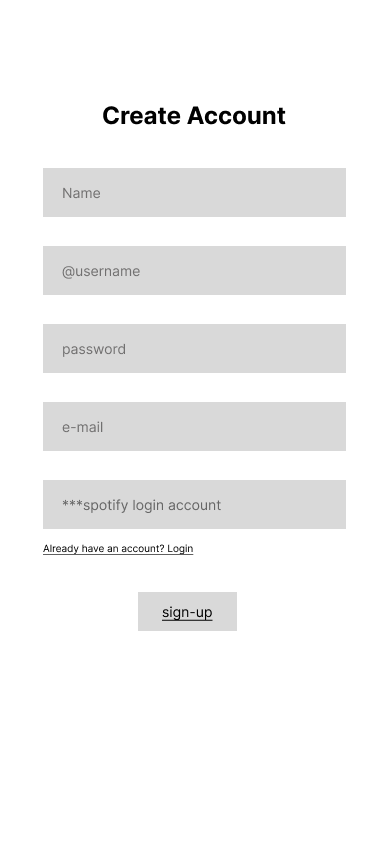 Create Account
Name
@username
password
e-mail
***spotify login account
Already have an account? Login
sign-up